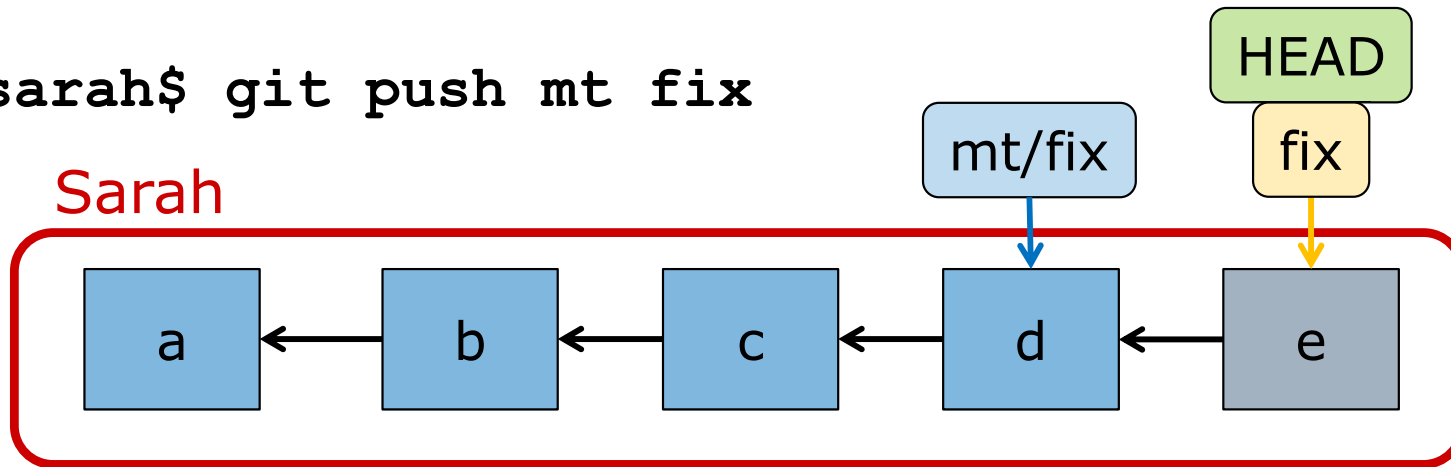 HEAD
sarah$ git push mt fix
mt/fix
fix
Sarah
a b c d e